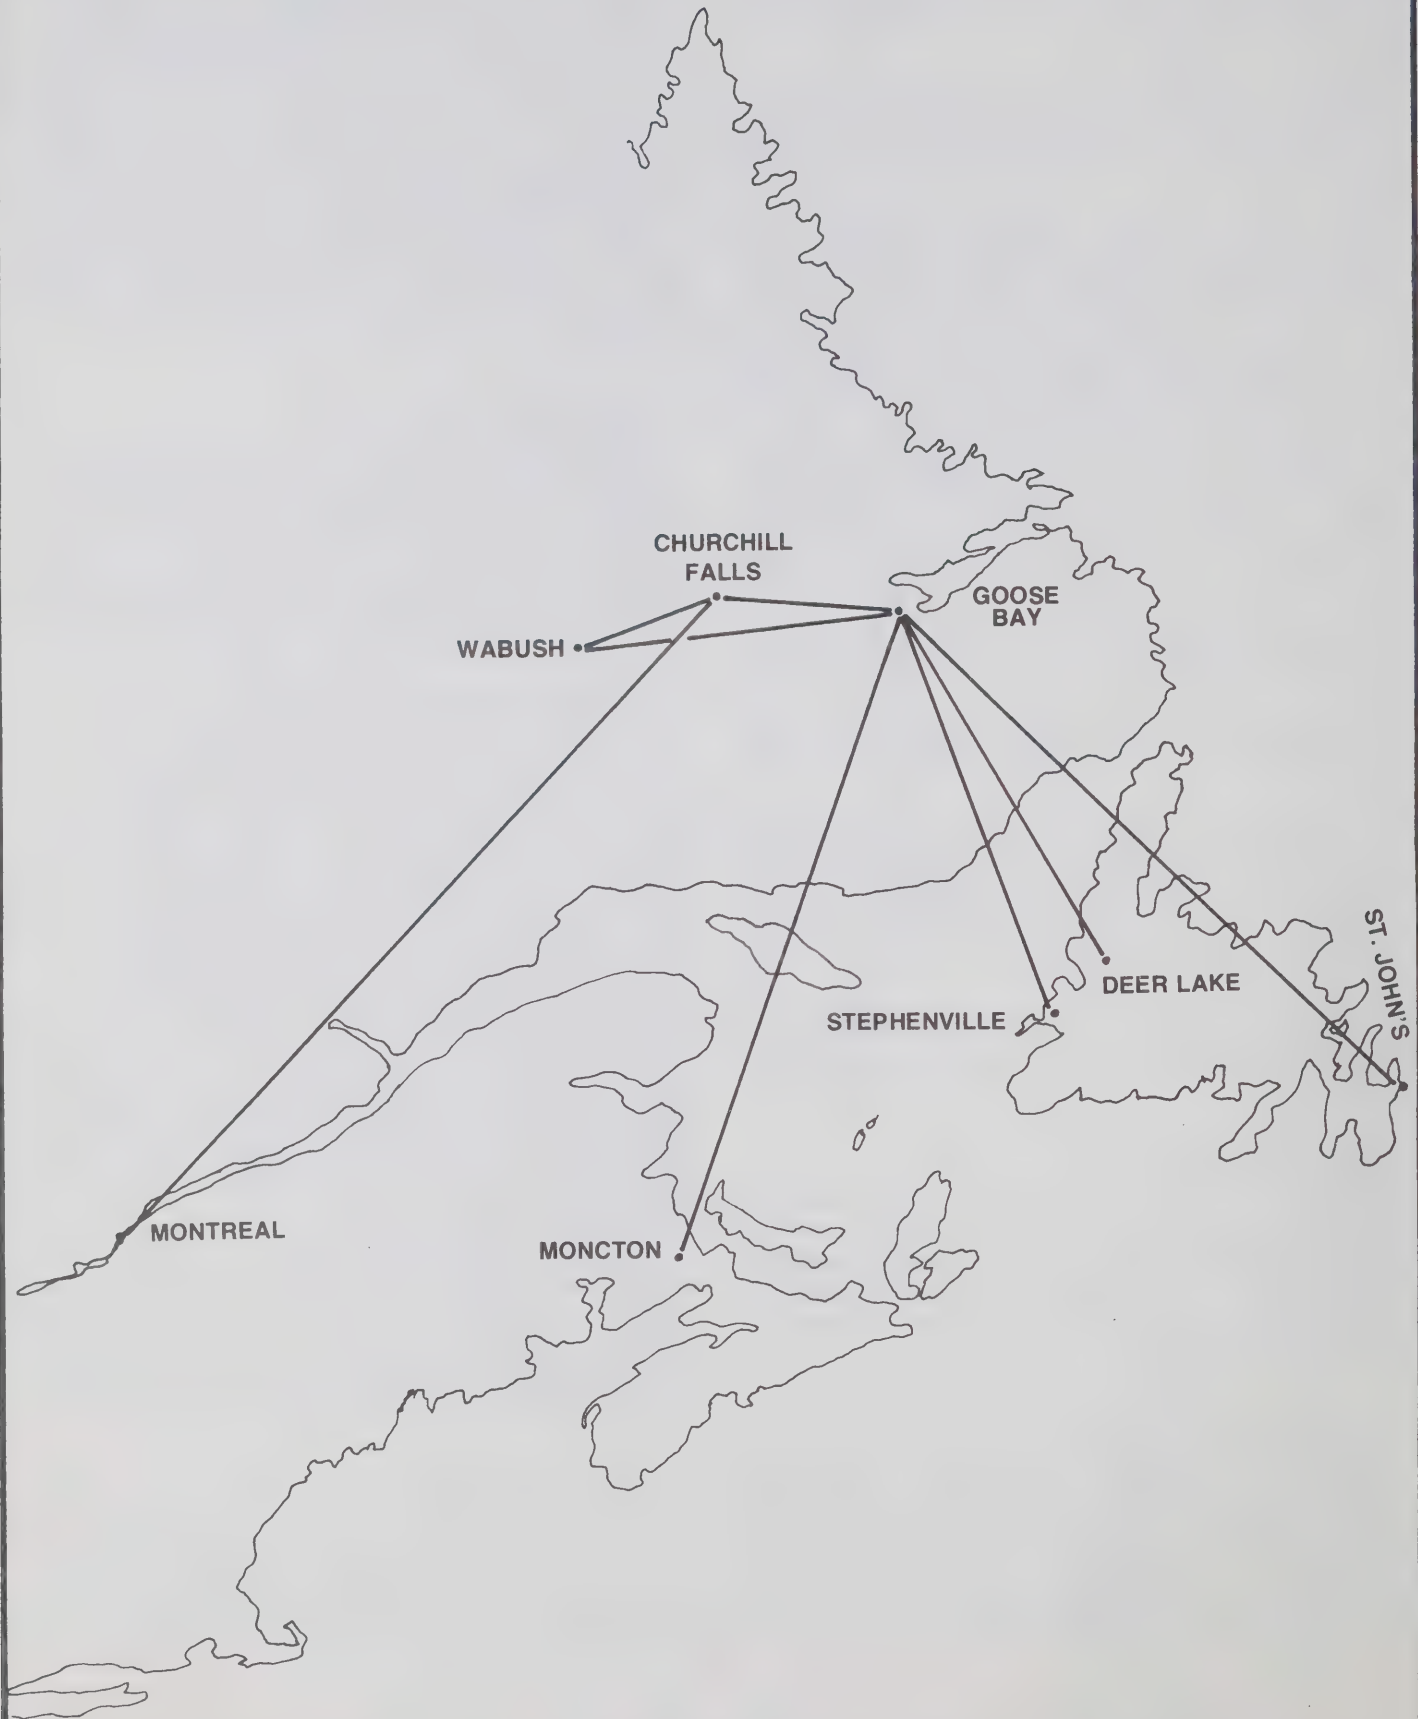 CHURCHILL
FALLS
GOOSE
BAY
WABUSH
ST. JOHN'S
DEER LAKE
STEPHENVILLE
MONTREAL
MONCTON